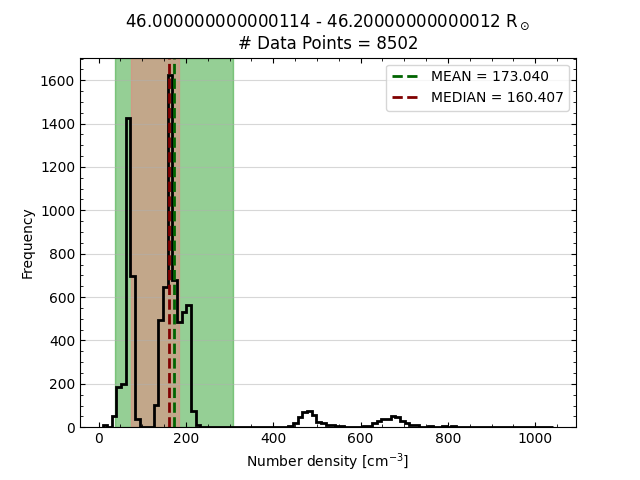 46.000000000000114 - 46.20000000000012 R⊙
# Data Points = 8502
MEAN = 173.040
MEDIAN = 160.407
Frequency
1600
1400
1200
1000
800
600
400
200
0
0 200 400 600 800 1000
Number density [cm⁻³]